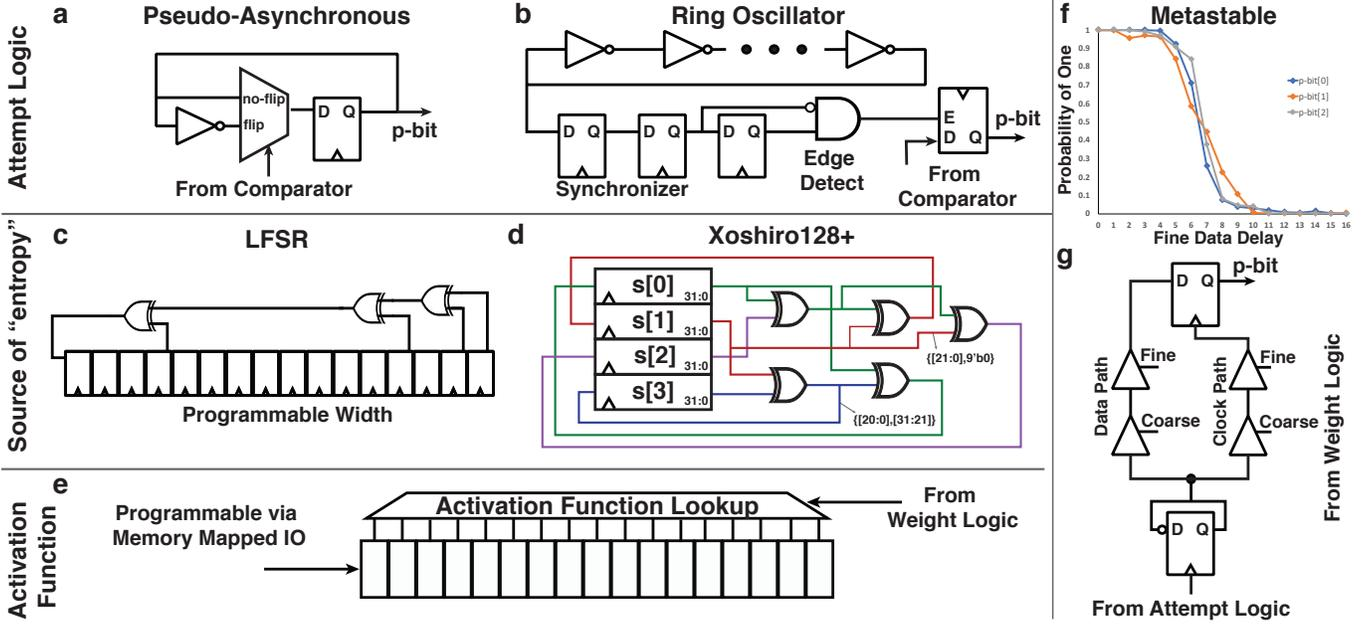 a
Pseudo-Asynchronous
Attempt Logic
no-flip
flip
D Q
p-bit
From Comparator
b
Ring Oscillator
D Q
D Q
D Q
Synchronizer
Edge
Detect
E
D Q
p-bit
From
Comparator
Source of “entropy”
c
LFSR
Programmable Width
d
Xoshiro128+
s[0]
31:0
s[1]
31:0
s[2]
31:0
s[3]
31:0
{[21:0],9'b0}
{[20:0],[31:21]}
Activation
Function
e
Programmable via
Memory Mapped IO
Activation Function Lookup
From
Weight Logic
f
Metastable
Probability of One
1
0.9
0.8
0.7
0.6
0.5
0.4
0.3
0.2
0.1
0
0 1 2 3 4 5 6 7 8 9 10 11 12 13 14 15 16
Fine Data Delay
p-bit[0]
p-bit[1]
p-bit[2]
g
D Q
p-bit
Fine
Fine
Data Path
Clock Path
Coarse
Coarse
From Weight Logic
D Q
From Attempt Logic